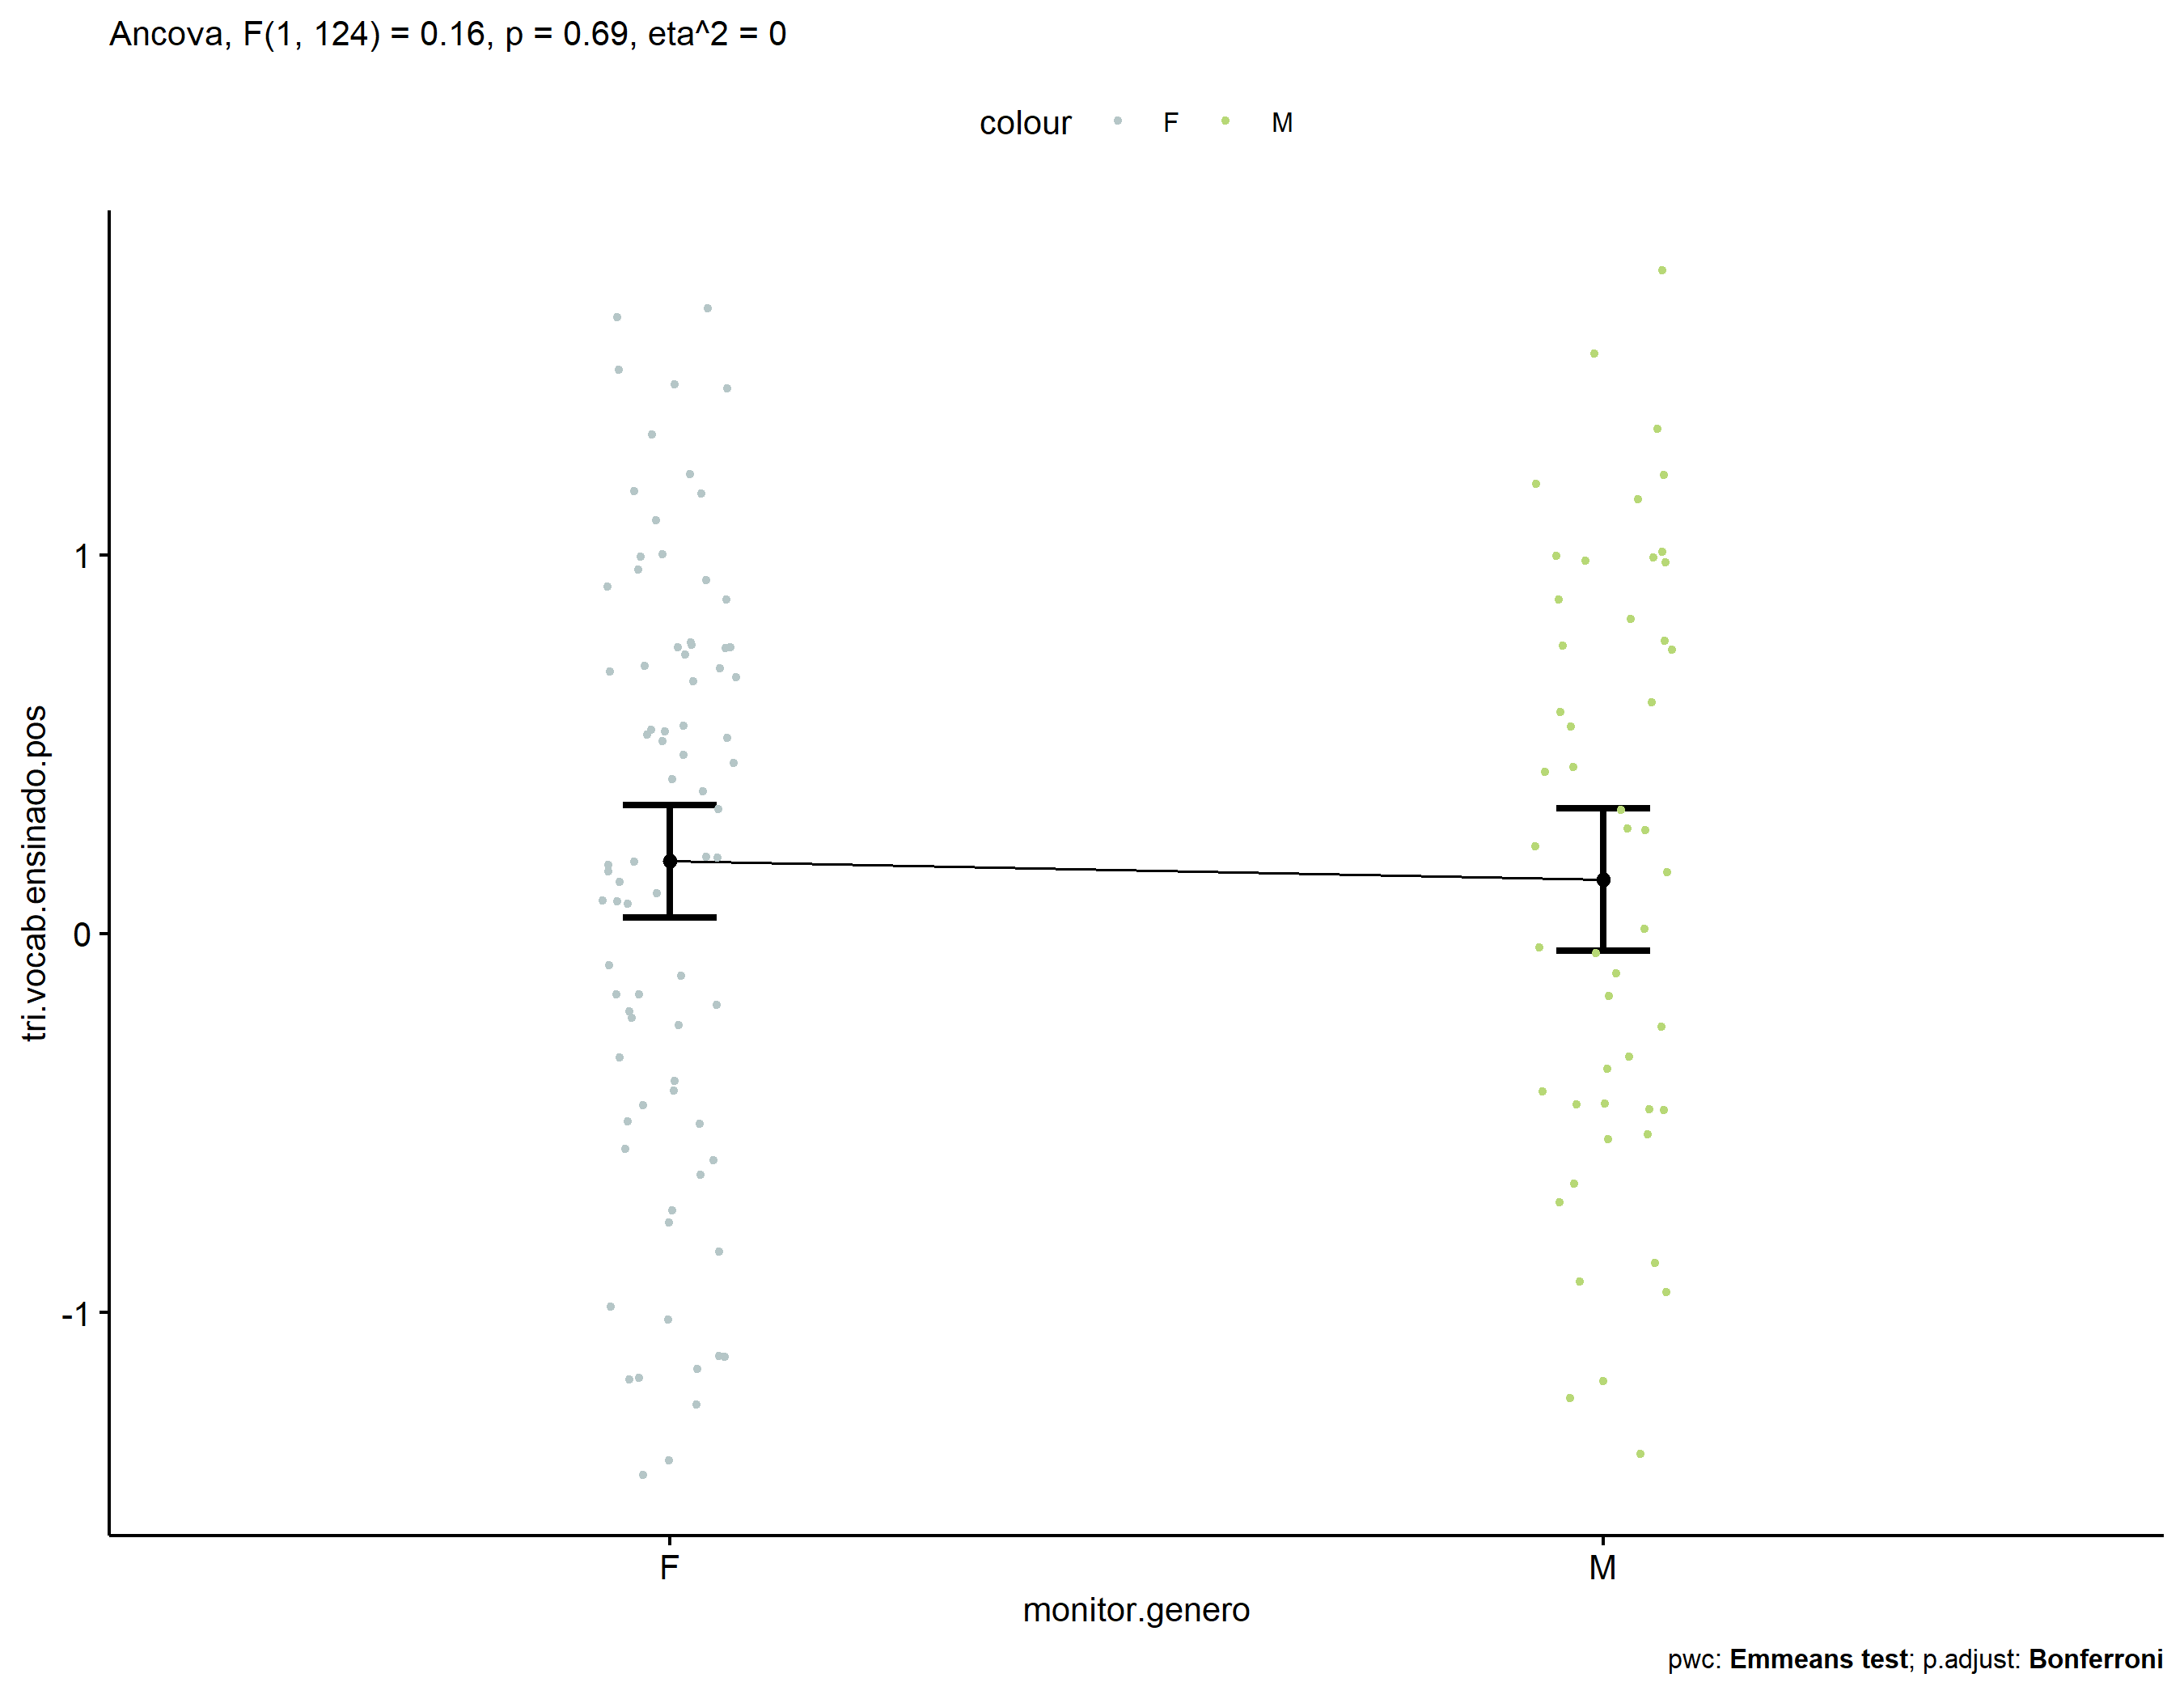 Ancova, F(1, 124) = 0.16, p = 0.69, eta^2 = 0
colour F M
tri.vocab.ensinado.pos
1
0
-1
F M
monitor.genero
pwc: Emmeans test; p.adjust: Bonferroni